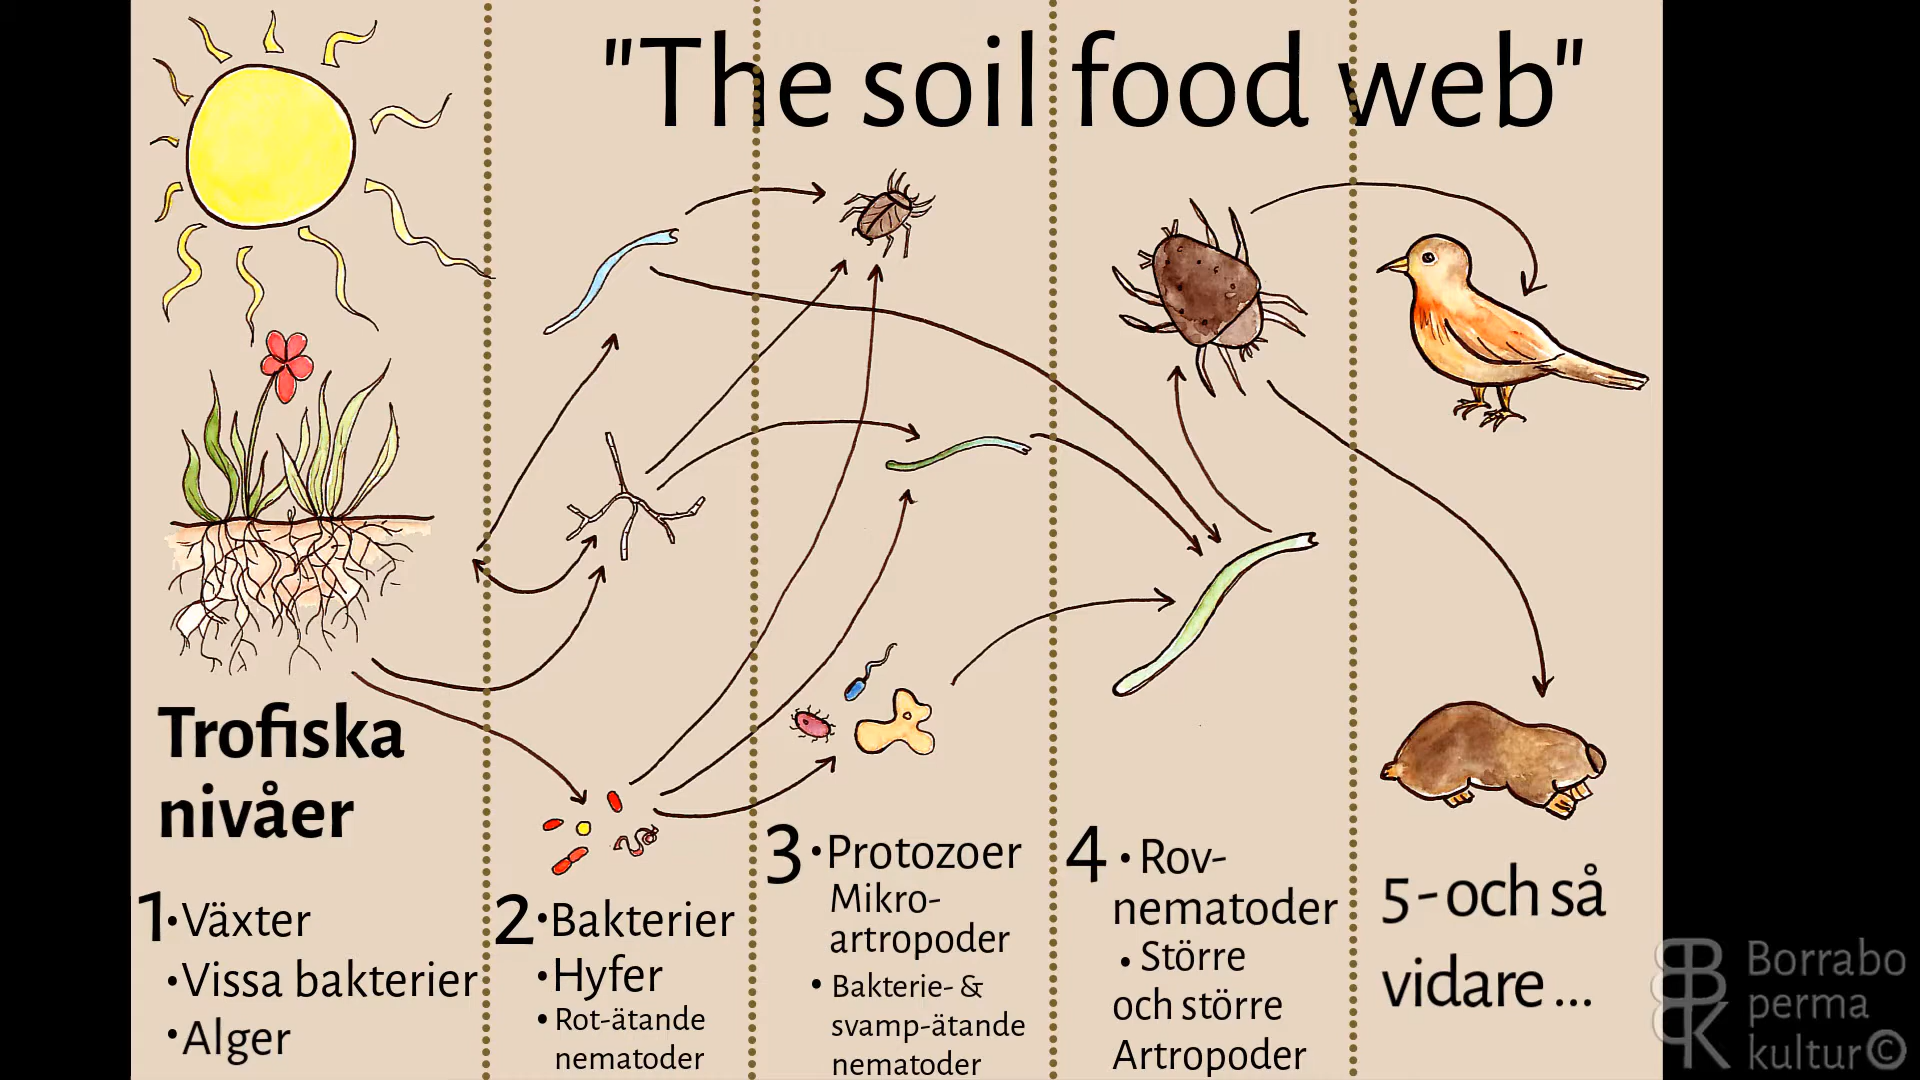 "The soil food web"
Trofiska
nivåer
1 • Växter
• Vissa bakterier
• Alger
2 • Bakterier
• Hyfer
• Rot-ätande
nematoder
3 • Protozoer
Mikro-
artropoder
• Bakterie- &
svamp-ätande
nematoder
4 • Rov-
nematoder
• Större
och större
Artropoder
5 - och så
vidare ...
BPK
Borrabo
perma
kultur ©